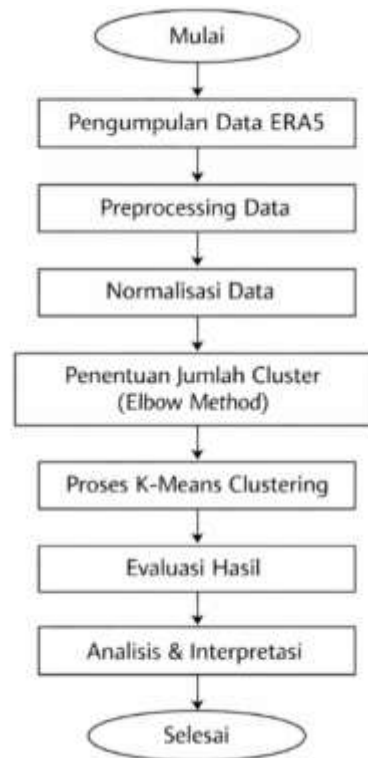 Mulai
Pengumpulan Data ERA5
Preprocessing Data
Normalisasi Data
Penentuan Jumlah Cluster
(Elbow Method)
Proses K-Means Clustering
Evaluasi Hasil
Analisis & Interpretasi
Selesai